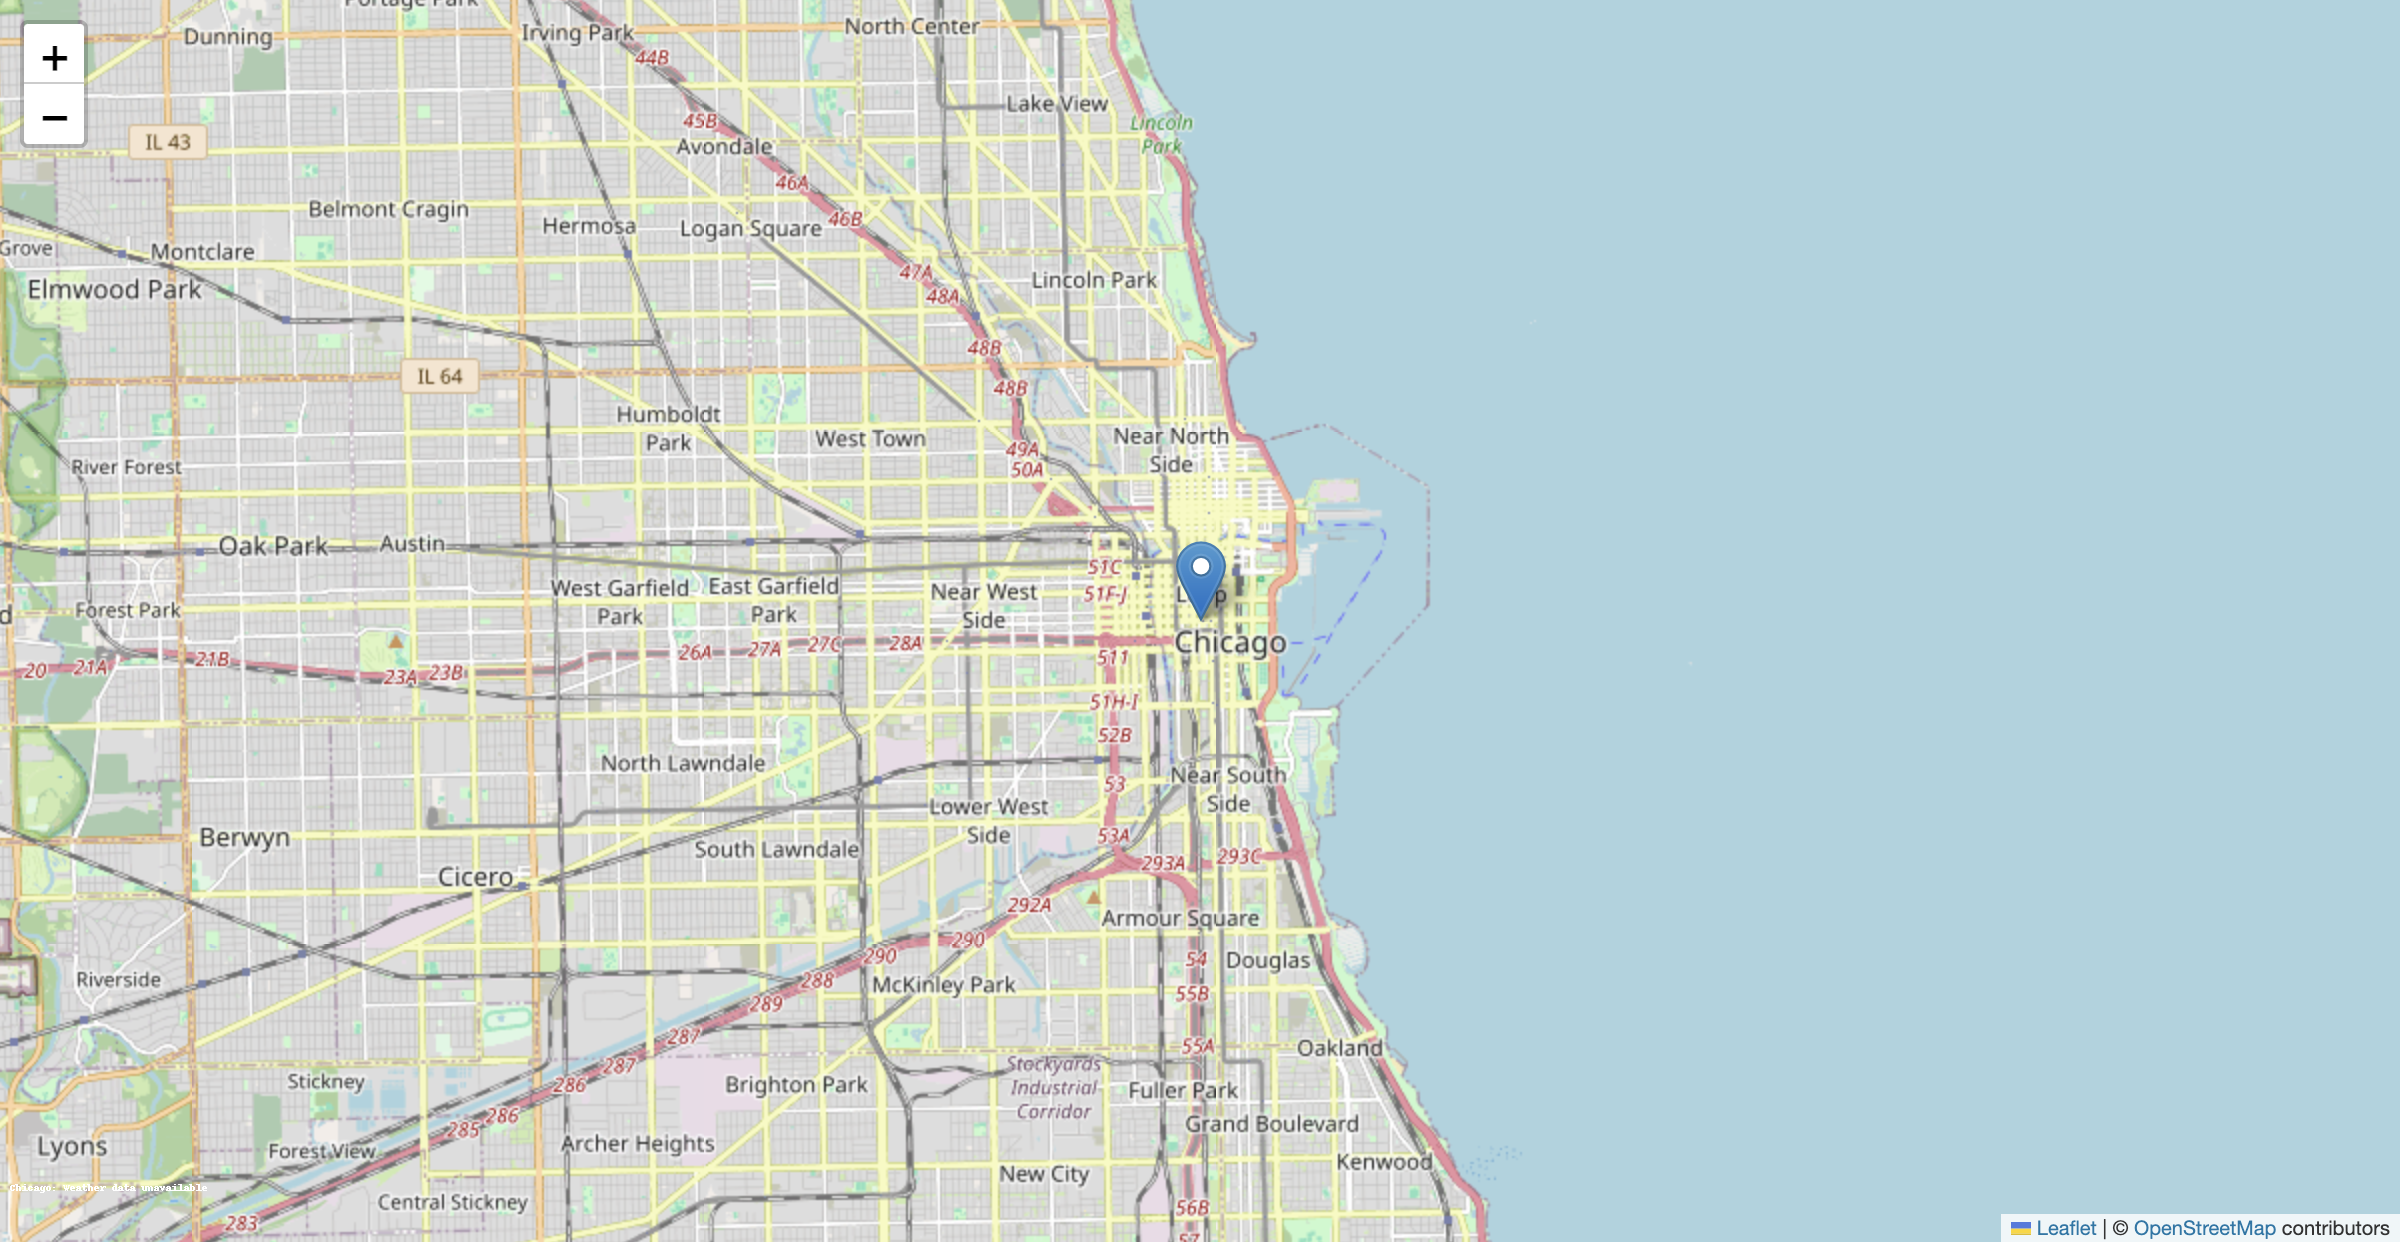 Dunning
Irving Park
North Center
+
−
44B
IL 43
45B
Avondale
Lake View
Lincoln
Park
46A
46B
Belmont Cragin
Hermosa
Logan Square
Grove
Montclare
Elmwood Park
47A
48A
Lincoln Park
48B
IL 64
48B
Humboldt
Park
West Town
Near North
Side
49A
50A
River Forest
Oak Park
Austin
51C
51F-J
West Garfield
Park
East Garfield
Park
Near West
Side
Forest Park
Chicago
20
21A
21B
23A
23B
26A
27A
27C
28A
511
51H-I
52B
North Lawndale
53
Near South
Side
Lower West
Side
Berwyn
53A
South Lawndale
293A
293C
Cicero
292A
Armour Square
290
290
54
Douglas
Riverside
288
McKinley Park
55B
289
287
287
55A
Oakland
Stickney
286
Brighton Park
Stockyards
Industrial
Corridor
Fuller Park
286
285
Grand Boulevard
Lyons
Forest View
Archer Heights
New City
Kenwood
Chicago: weather data unavailable
Central Stickney
283
56B
Leaflet | © OpenStreetMap contributors